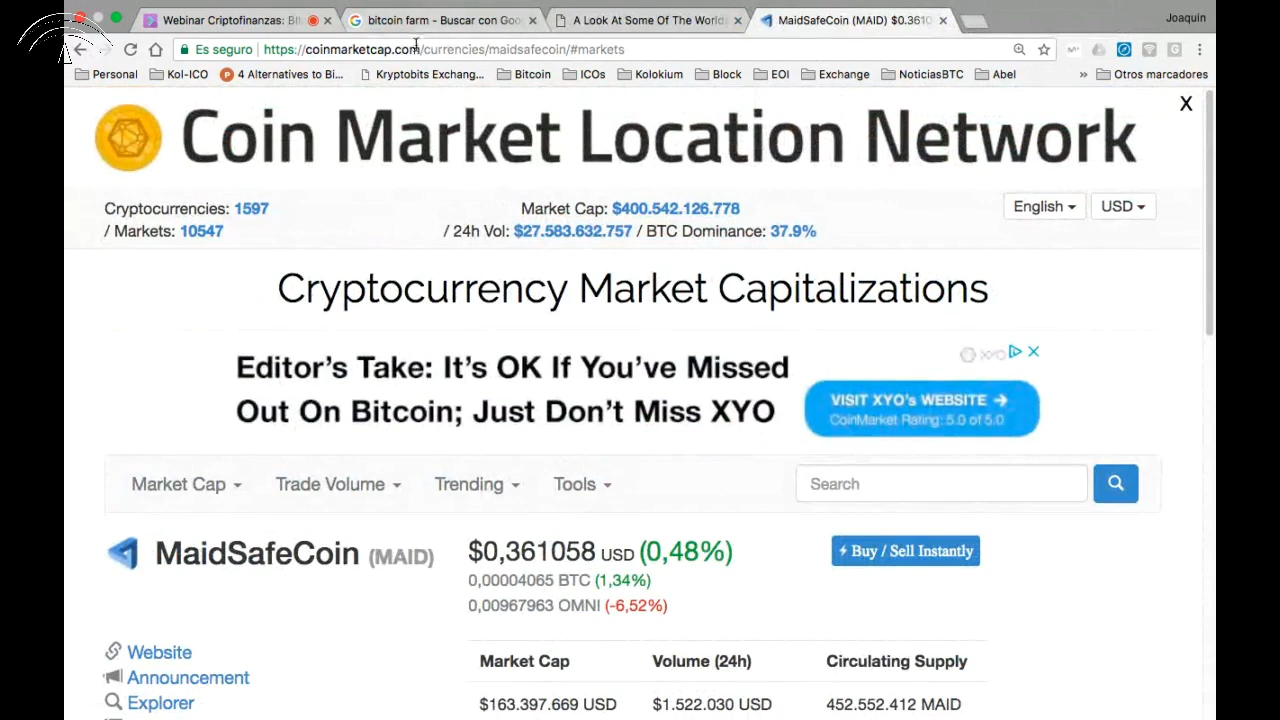 Webinar Criptofinanzas: Bit
bitcoin farm - Buscar con Goo
A Look At Some Of The World
MaidSafeCoin (MAID) $0.3610
Joaquin
Es seguro
https://coinmarketcap.com/currencies/maidsafecoin/#markets
Personal
Kol-ICO
4 Alternatives to Bi...
Kryptobits Exchang...
Bitcoin
ICOs
Kolokium
Block
EOI
Exchange
NoticiasBTC
Abel
»
Otros marcadores
X
Coin Market Location Network
Cryptocurrencies: 1597
/ Markets: 10547
Market Cap: $400.542.126.778
/ 24h Vol: $27.583.632.757 / BTC Dominance: 37.9%
English
USD
Cryptocurrency Market Capitalizations
Editor's Take: It's OK If You've Missed
Out On Bitcoin; Just Don't Miss XYO
XYO
VISIT XYO's WEBSITE →
CoinMarket Rating: 5.0 of 5.0
Market Cap
Trade Volume
Trending
Tools
Search
MaidSafeCoin (MAID)
$0,361058 USD (0,48%)
0,00004065 BTC (1,34%)
0,00967963 OMNI (-6,52%)
Buy / Sell Instantly
Website
Announcement
Explorer
Market Cap
Volume (24h)
Circulating Supply
$163.397.669 USD
$1.522.030 USD
452.552.412 MAID